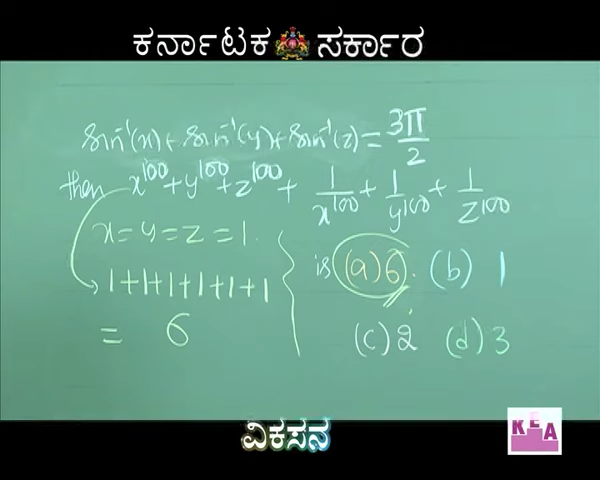 ಕರ್ನಾಟಕ ಸರ್ಕಾರ
sin⁻¹(x) + sin⁻¹(y) + sin⁻¹(z) = 3π/2
then x¹⁰⁰ + y¹⁰⁰ + z¹⁰⁰ + 1/x¹⁰⁰ + 1/y¹⁰⁰ + 1/z¹⁰⁰
x = y = z = 1.
is (a) 6. (b) 1
1+1+1+1+1+1
= 6
(c) 2 (d) 3
ವಿಕಸನ
KEA